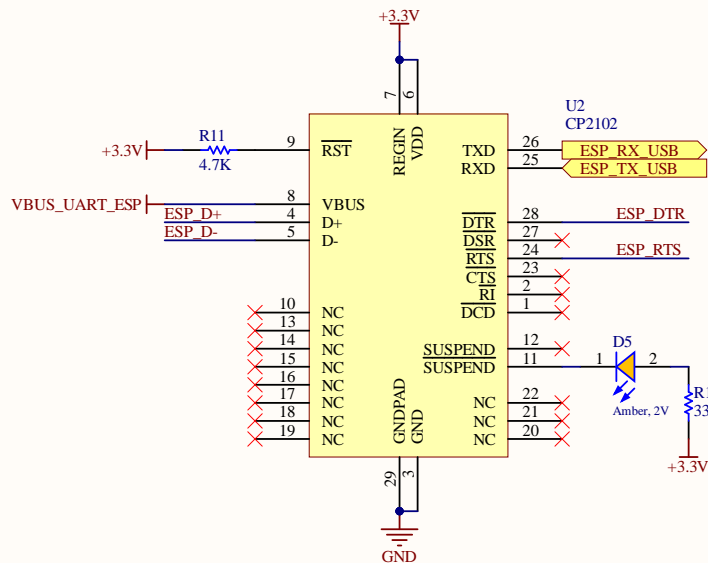 +3.3V
7
6
REGIN
VDD
U2
CP2102
R11
4.7K
+3.3V
9
RST
TXD
26
ESP_RX_USB
RXD
25
ESP_TX_USB
VBUS_UART_ESP
8
VBUS
ESP_D+
4
D+
ESP_D-
5
D-
DTR
28
ESP_DTR
DSR
27
RTS
24
ESP_RTS
CTS
23
RI
2
DCD
1
10
NC
13
NC
14
NC
15
NC
16
NC
17
NC
18
NC
19
NC
SUSPEND
12
SUSPEND
11
D5
1
2
Amber, 2V
+3.3V
NC
22
NC
21
NC
20
GNDPAD
GND
29
3
GND